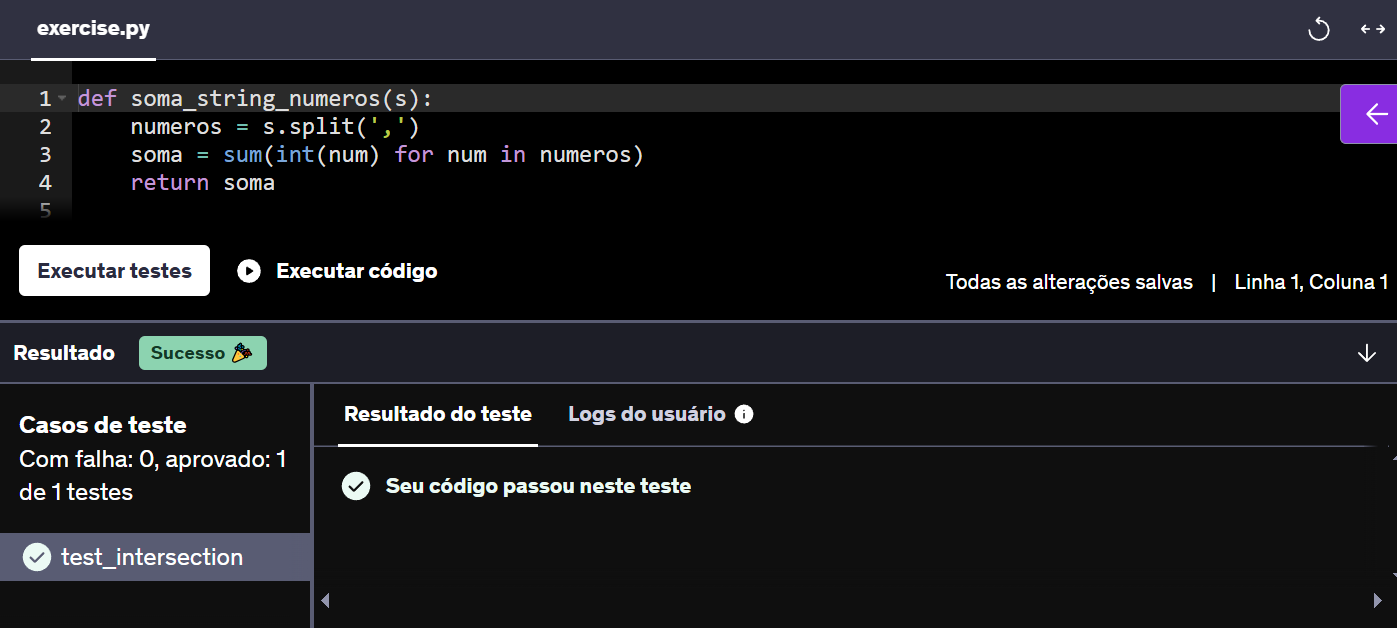 exercise.py
1 def soma_string_numeros(s):
2     numeros = s.split(',')
3     soma = sum(int(num) for num in numeros)
4     return soma
5
Executar testes Executar código
Todas as alterações salvas | Linha 1, Coluna 1
Resultado Sucesso 🎉
Casos de teste
Com falha: 0, aprovado: 1
de 1 testes
test_intersection
Resultado do teste Logs do usuário
Seu código passou neste teste